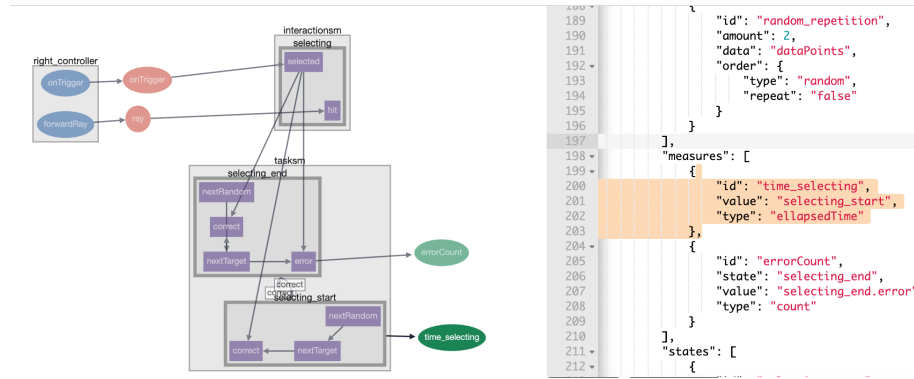 interactionsm
selecting
selected
hit
right_controller
onTrigger
onTrigger
forwardRay
ray
tasksm
selecting_end
nextRandom
correct
nextTarget
error
errorCount
correct
correct
selecting_start
nextRandom
correct
nextTarget
time_selecting
188 {
189 "id": "random_repetition",
190 "amount": 2,
191 "data": "dataPoints",
192 "order": {
193 "type": "random",
194 "repeat": "false"
195 }
196 }
197 ],
198 "measures": [
199 {
200 "id": "time_selecting",
201 "value": "selecting_start",
202 "type": "ellapsedTime"
203 },
204 {
205 "id": "errorCount",
206 "state": "selecting_end",
207 "value": "selecting_end.error"
208 "type": "count"
209 }
210 ],
211 "states": [
212 {